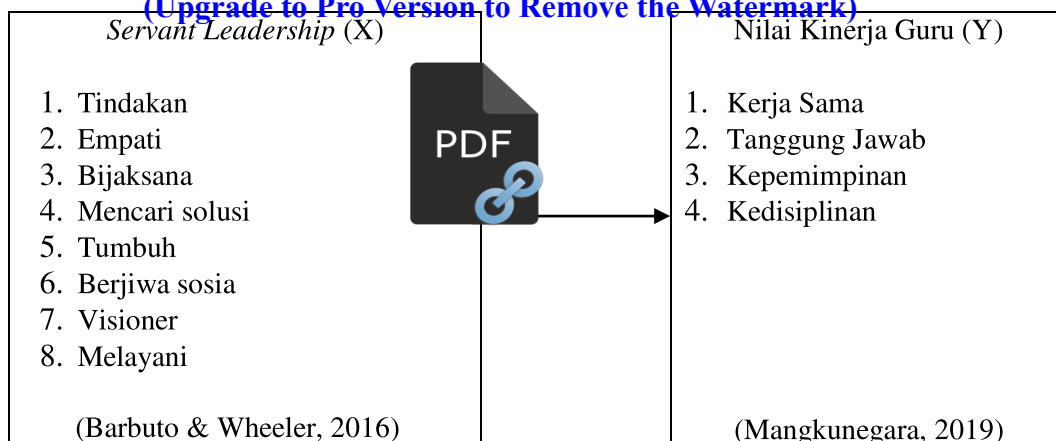 (Upgrade to Pro Version to Remove the Watermark)
Servant Leadership (X)
1. Tindakan
2. Empati
3. Bijaksana
4. Mencari solusi
5. Tumbuh
6. Berjiwa sosia
7. Visioner
8. Melayani
(Barbuto & Wheeler, 2016)
PDF
Nilai Kinerja Guru (Y)
1. Kerja Sama
2. Tanggung Jawab
3. Kepemimpinan
4. Kedisiplinan
(Mangkunegara, 2019)